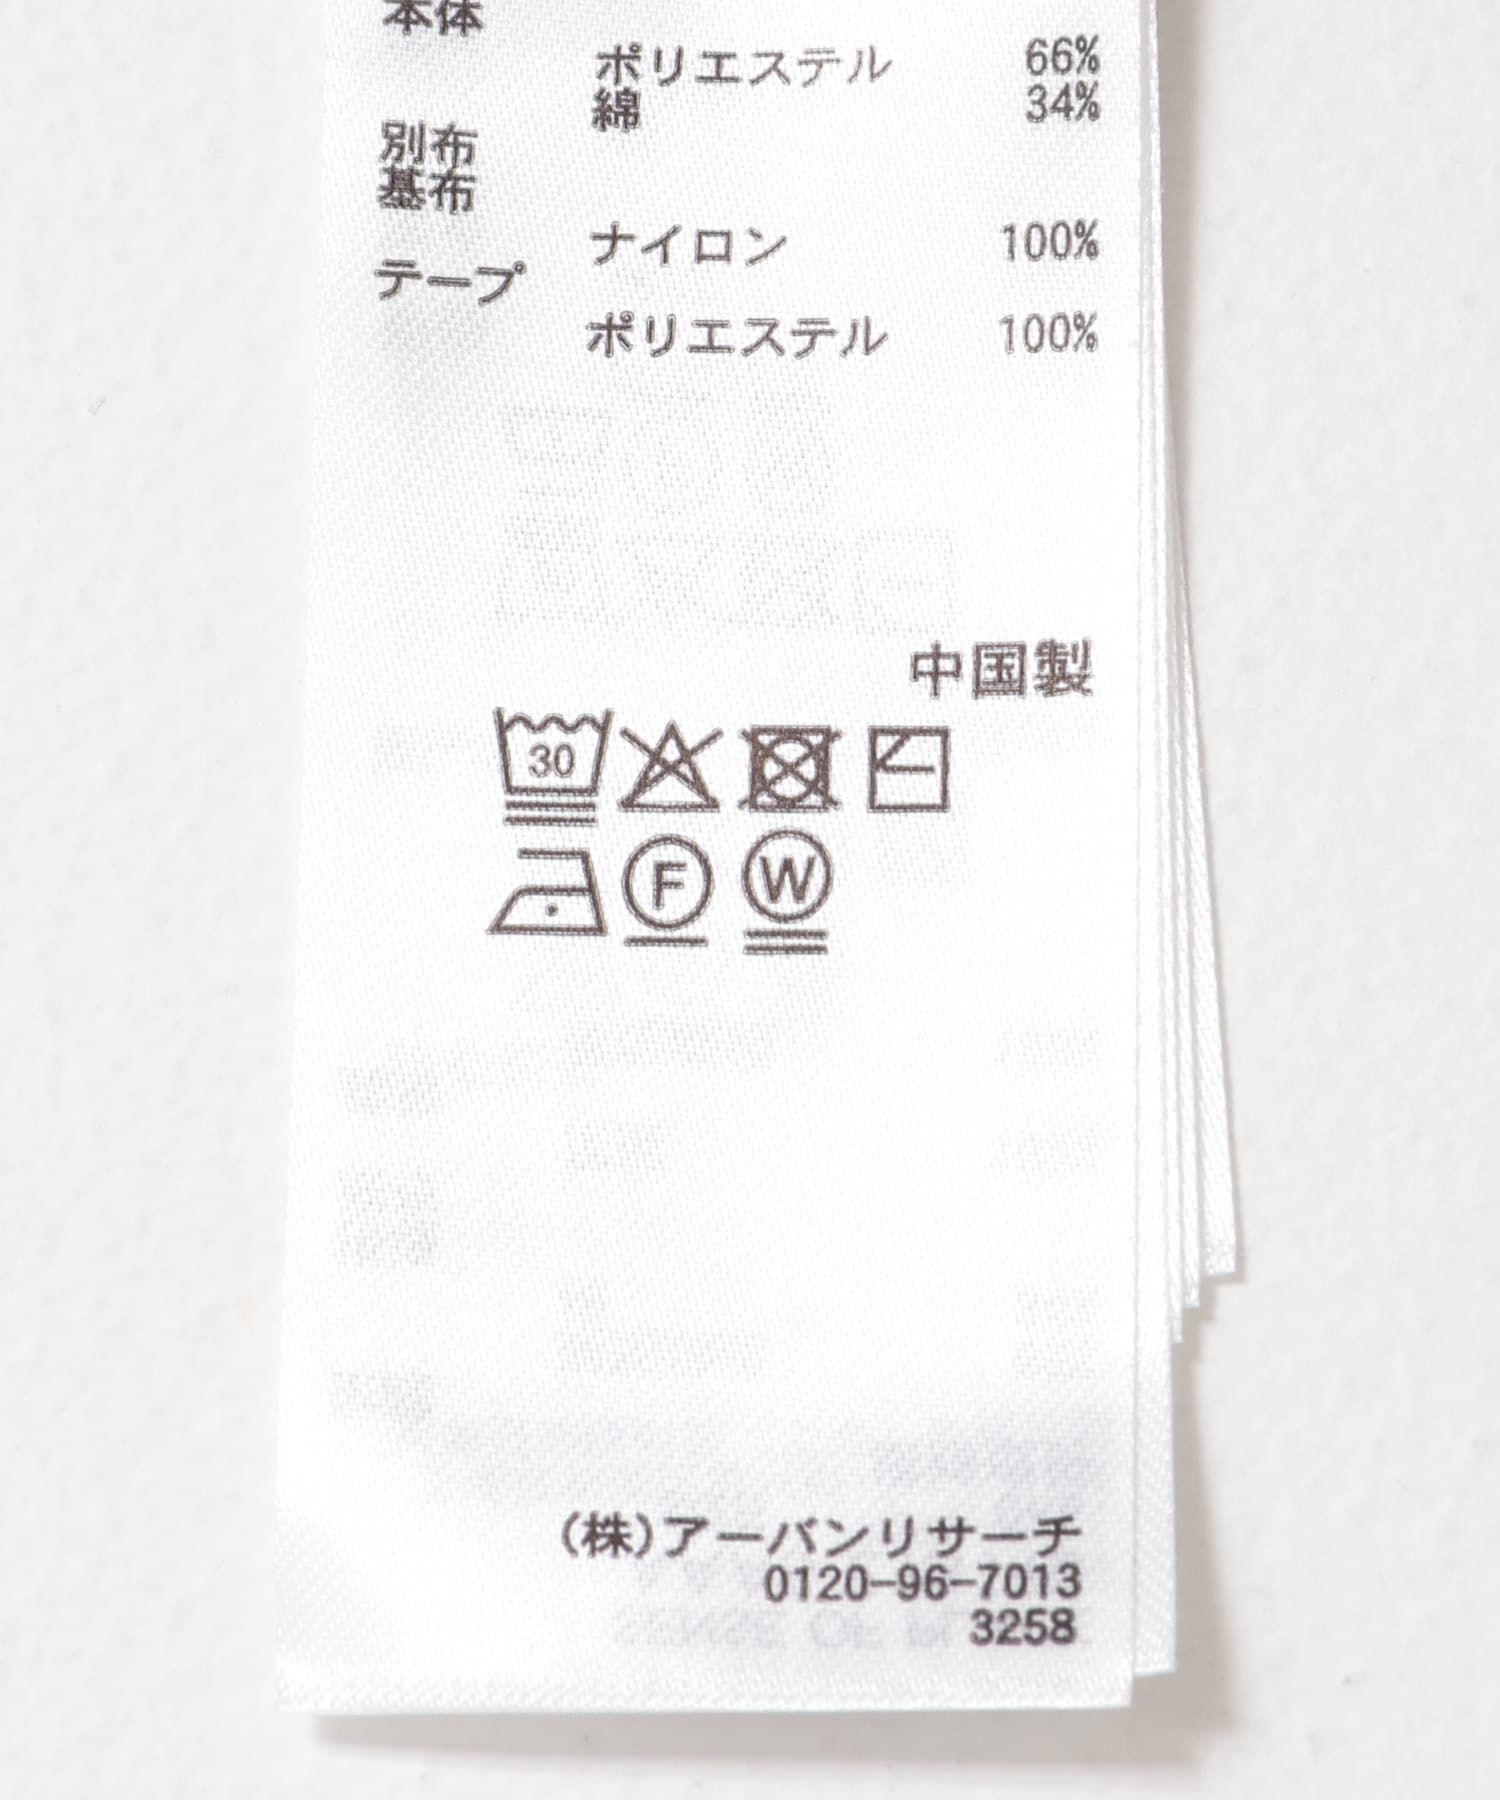 本体
ポリエステル 66%
綿 34%
別布
基布
ナイロン 100%
テープ
ポリエステル 100%
中国製
30
F W
(株)アーバンリサーチ
0120-96-7013
3258